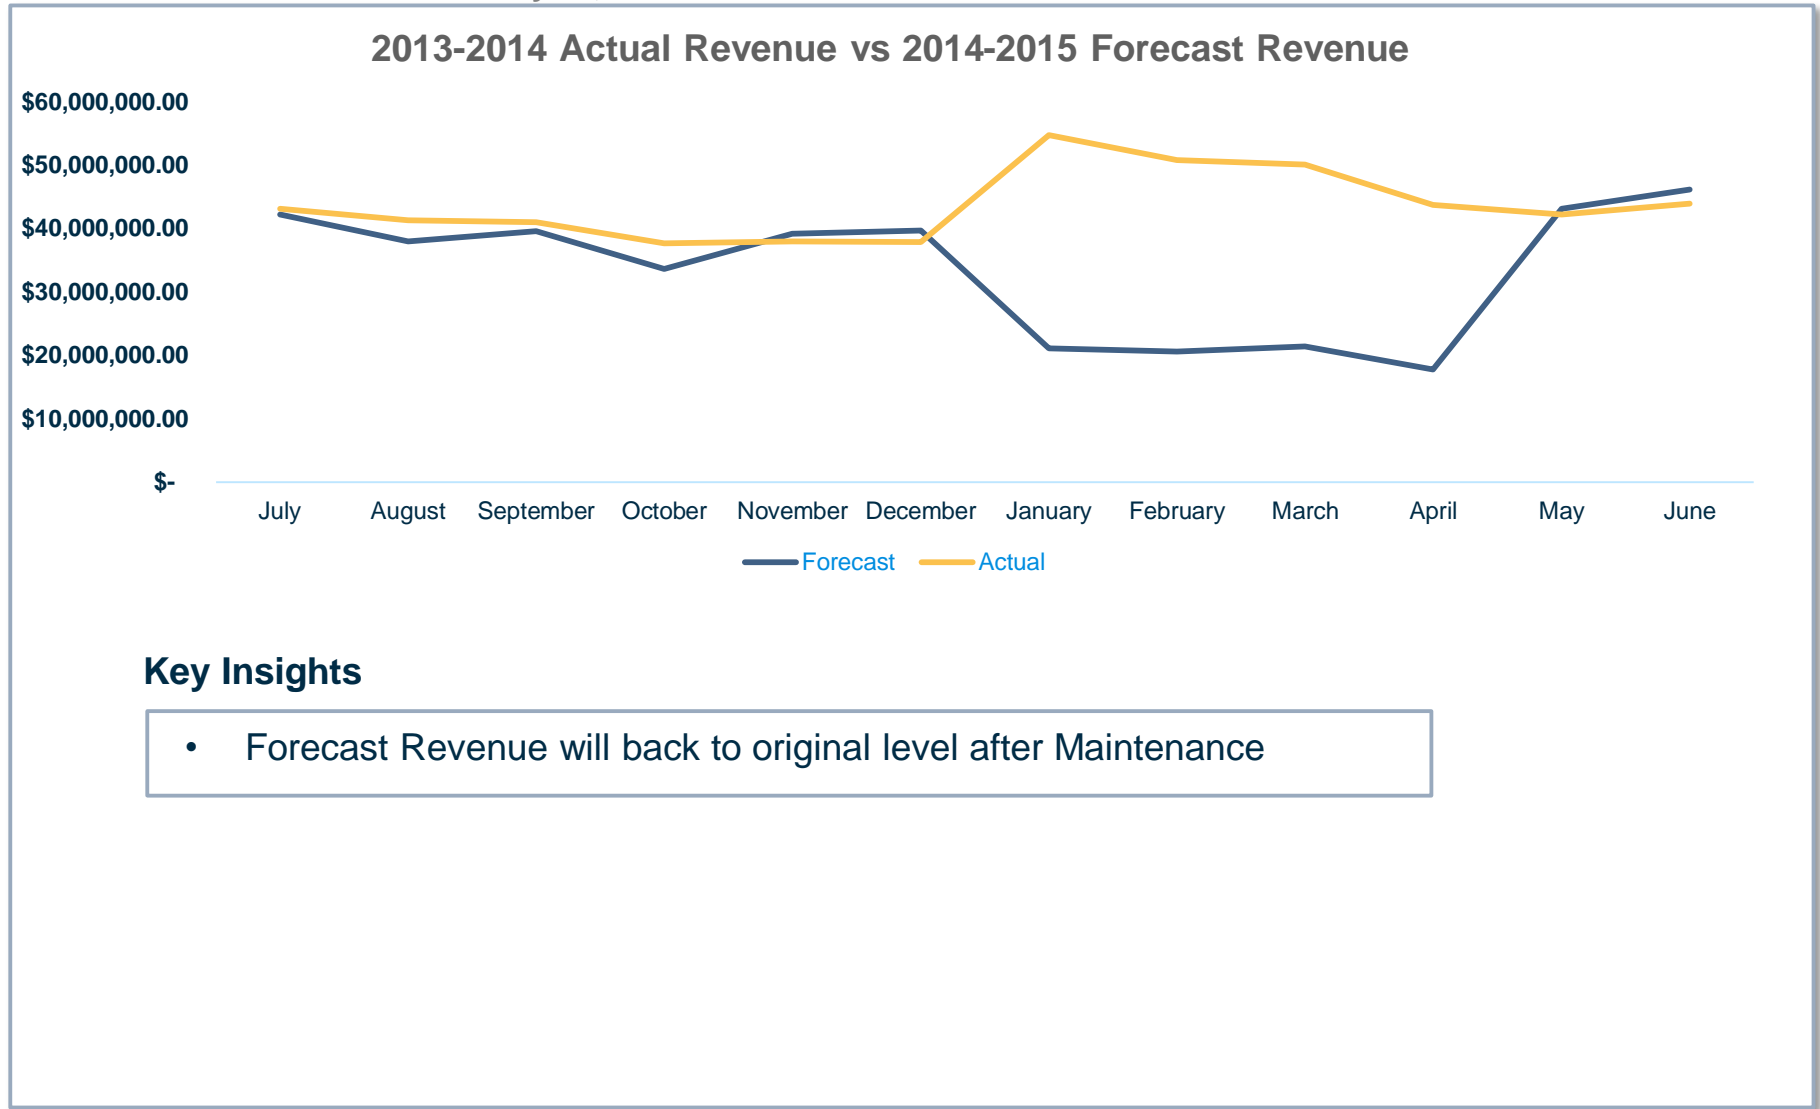 2013-2014 Actual Revenue vs 2014-2015 Forecast Revenue
$60,000,000.00
$50,000,000.00
$40,000,000.00
$30,000,000.00
$20,000,000.00
$10,000,000.00
$-
July August September October November December January February March April May June
Forecast Actual
Key Insights
• Forecast Revenue will back to original level after Maintenance